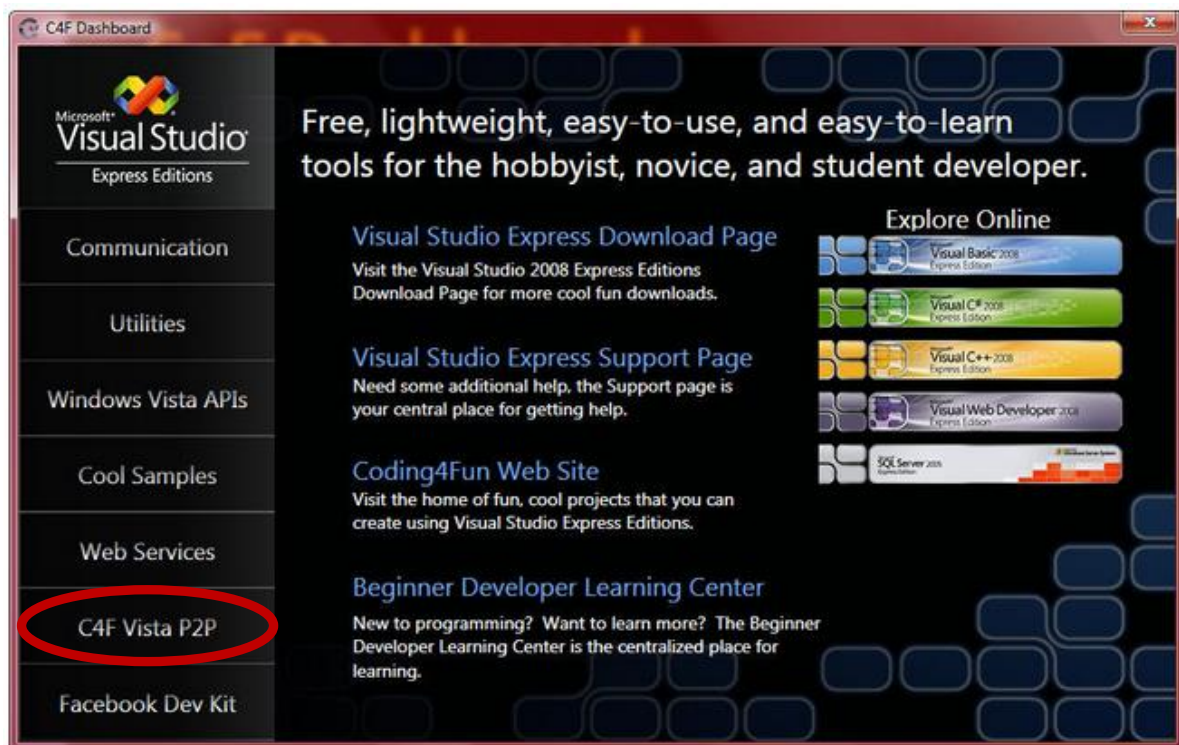 C4F Dashboard
Microsoft
Visual Studio
Express Editions
Communication
Utilities
Windows Vista APIs
Cool Samples
Web Services
C4F Vista P2P
Facebook Dev Kit
Free, lightweight, easy-to-use, and easy-to-learn
tools for the hobbyist, novice, and student developer.
Visual Studio Express Download Page
Visit the Visual Studio 2008 Express Editions
Download Page for more cool fun downloads.
Visual Studio Express Support Page
Need some additional help, the Support page is
your central place for getting help.
Coding4Fun Web Site
Visit the home of fun, cool projects that you can
create using Visual Studio Express Editions.
Beginner Developer Learning Center
New to programming? Want to learn more? The Beginner
Developer Learning Center is the centralized place for
learning.
Explore Online
Visual Basic 2008
Express Edition
Visual C# 2008
Express Edition
Visual C++ 2008
Express Edition
Visual Web Developer 2008
Express Edition
SQL Server 2005